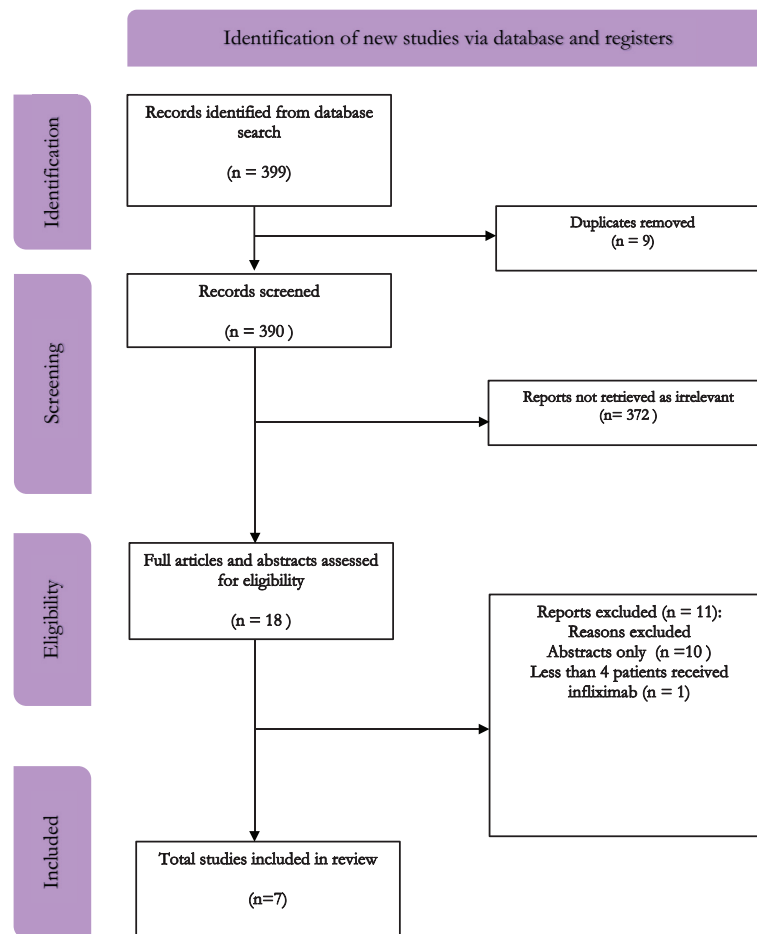 Identification of new studies via database and registers
Identification
Records identified from database
search
(n = 399)
Duplicates removed
(n = 9)
Screening
Records screened
(n = 390 )
Reports not retrieved as irrelevant
(n= 372 )
Eligibility
Full articles and abstracts assessed
for eligibility
(n = 18 )
Reports excluded (n = 11):
Reasons excluded
Abstracts only (n =10 )
Less than 4 patients received
infliximab (n = 1)
Included
Total studies included in review
(n=7)